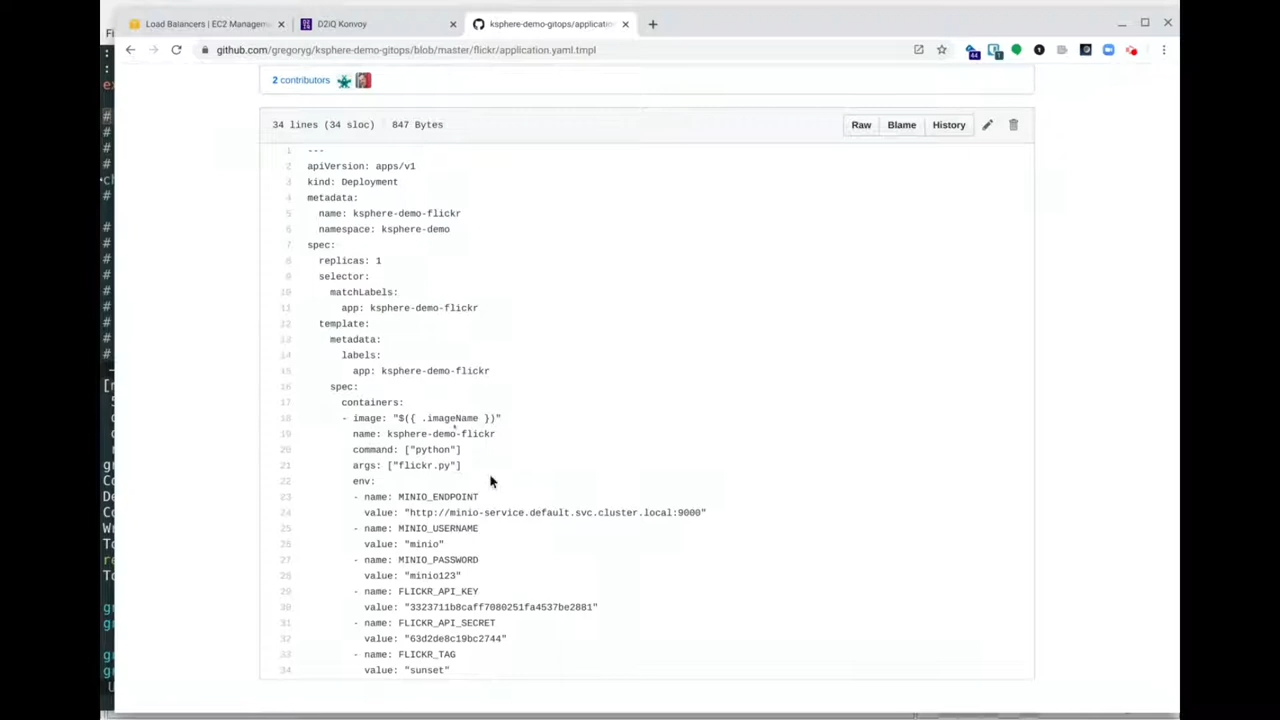 Load Balancers | EC2 Managem
D2iQ Konvoy
ksphere-demo-gitops/applicatio
github.com/gregoryg/ksphere-demo-gitops/blob/master/flickr/application.yaml.tmpl
2 contributors
34 lines (34 sloc) 847 Bytes
Raw Blame History
1 ---
2 apiVersion: apps/v1
3 kind: Deployment
4 metadata:
5 name: ksphere-demo-flickr
6 namespace: ksphere-demo
7 spec:
8 replicas: 1
9 selector:
10 matchLabels:
11 app: ksphere-demo-flickr
12 template:
13 metadata:
14 labels:
15 app: ksphere-demo-flickr
16 spec:
17 containers:
18 - image: "$({ .imageName })"
19 name: ksphere-demo-flickr
20 command: ["python"]
21 args: ["flickr.py"]
22 env:
23 - name: MINIO_ENDPOINT
24 value: "http://minio-service.default.svc.cluster.local:9000"
25 - name: MINIO_USERNAME
26 value: "minio"
27 - name: MINIO_PASSWORD
28 value: "minio123"
29 - name: FLICKR_API_KEY
30 value: "3323711b8caff7080251fa4537be2881"
31 - name: FLICKR_API_SECRET
32 value: "63d2de8c19bc2744"
33 - name: FLICKR_TAG
34 value: "sunset"